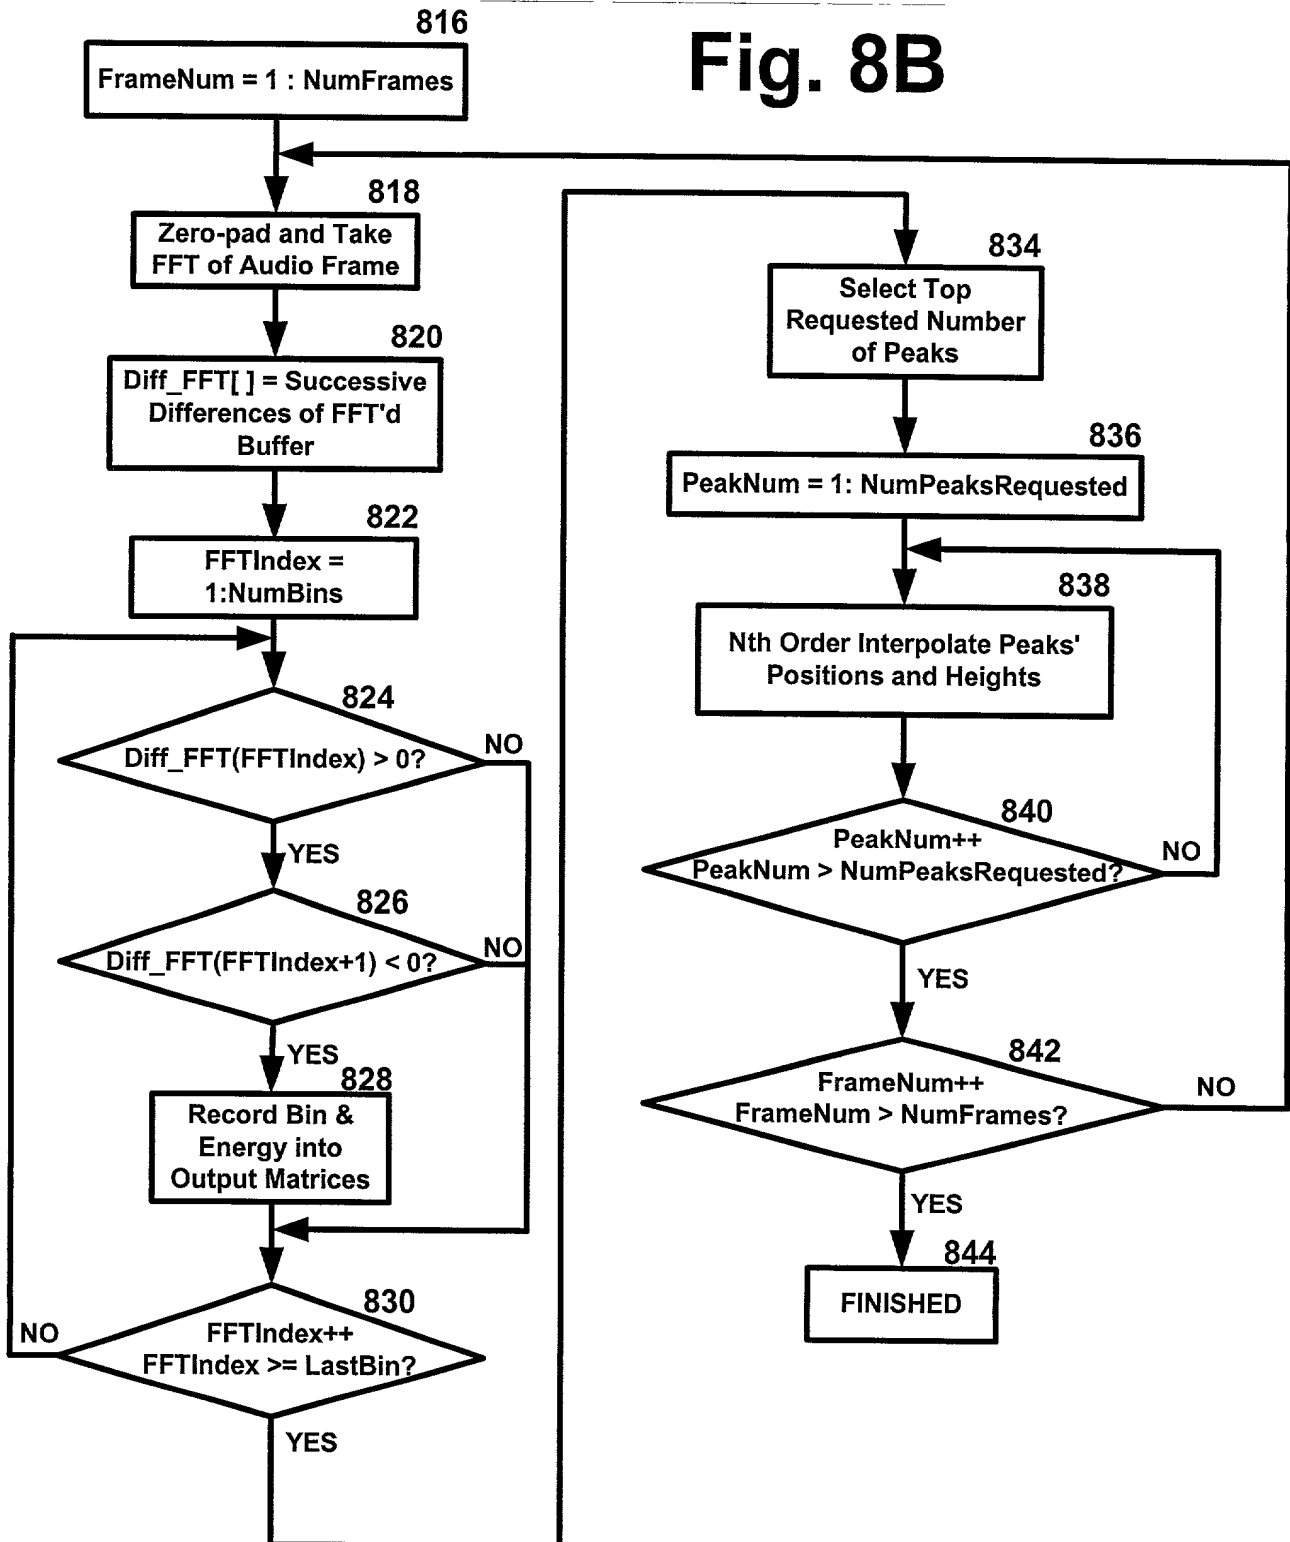 Fig. 8B
816
FrameNum = 1 : NumFrames
818
Zero-pad and Take
FFT of Audio Frame
820
Diff_FFT[ ] = Successive
Differences of FFT'd
Buffer
822
FFTIndex =
1:NumBins
824
Diff_FFT(FFTIndex) > 0?
NO
YES
826
Diff_FFT(FFTIndex+1) < 0?
NO
YES
828
Record Bin &
Energy into
Output Matrices
830
FFTIndex++
FFTIndex >= LastBin?
NO
YES
834
Select Top
Requested Number
of Peaks
836
PeakNum = 1: NumPeaksRequested
838
Nth Order Interpolate Peaks'
Positions and Heights
840
PeakNum++
PeakNum > NumPeaksRequested?
NO
YES
842
FrameNum++
FrameNum > NumFrames?
NO
YES
844
FINISHED